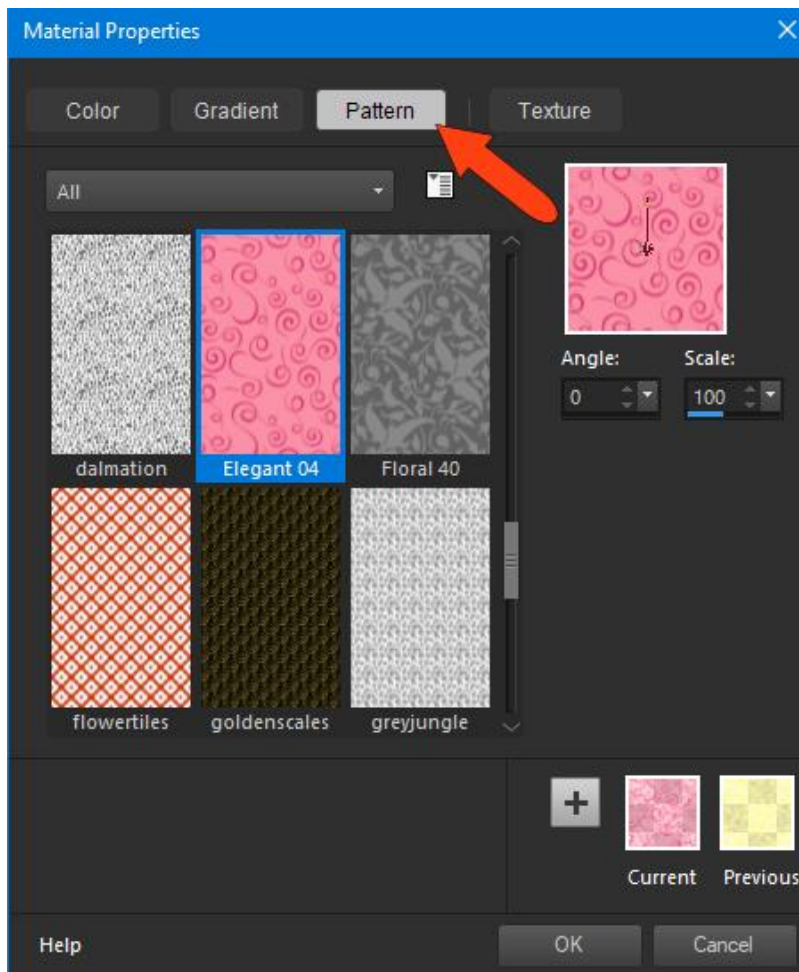 Material Properties
Color Gradient Pattern Texture
All
Angle: Scale:
0 100
dalmation Elegant 04 Floral 40
flowertiles goldenscales greyjungle
Current Previous
Help OK Cancel